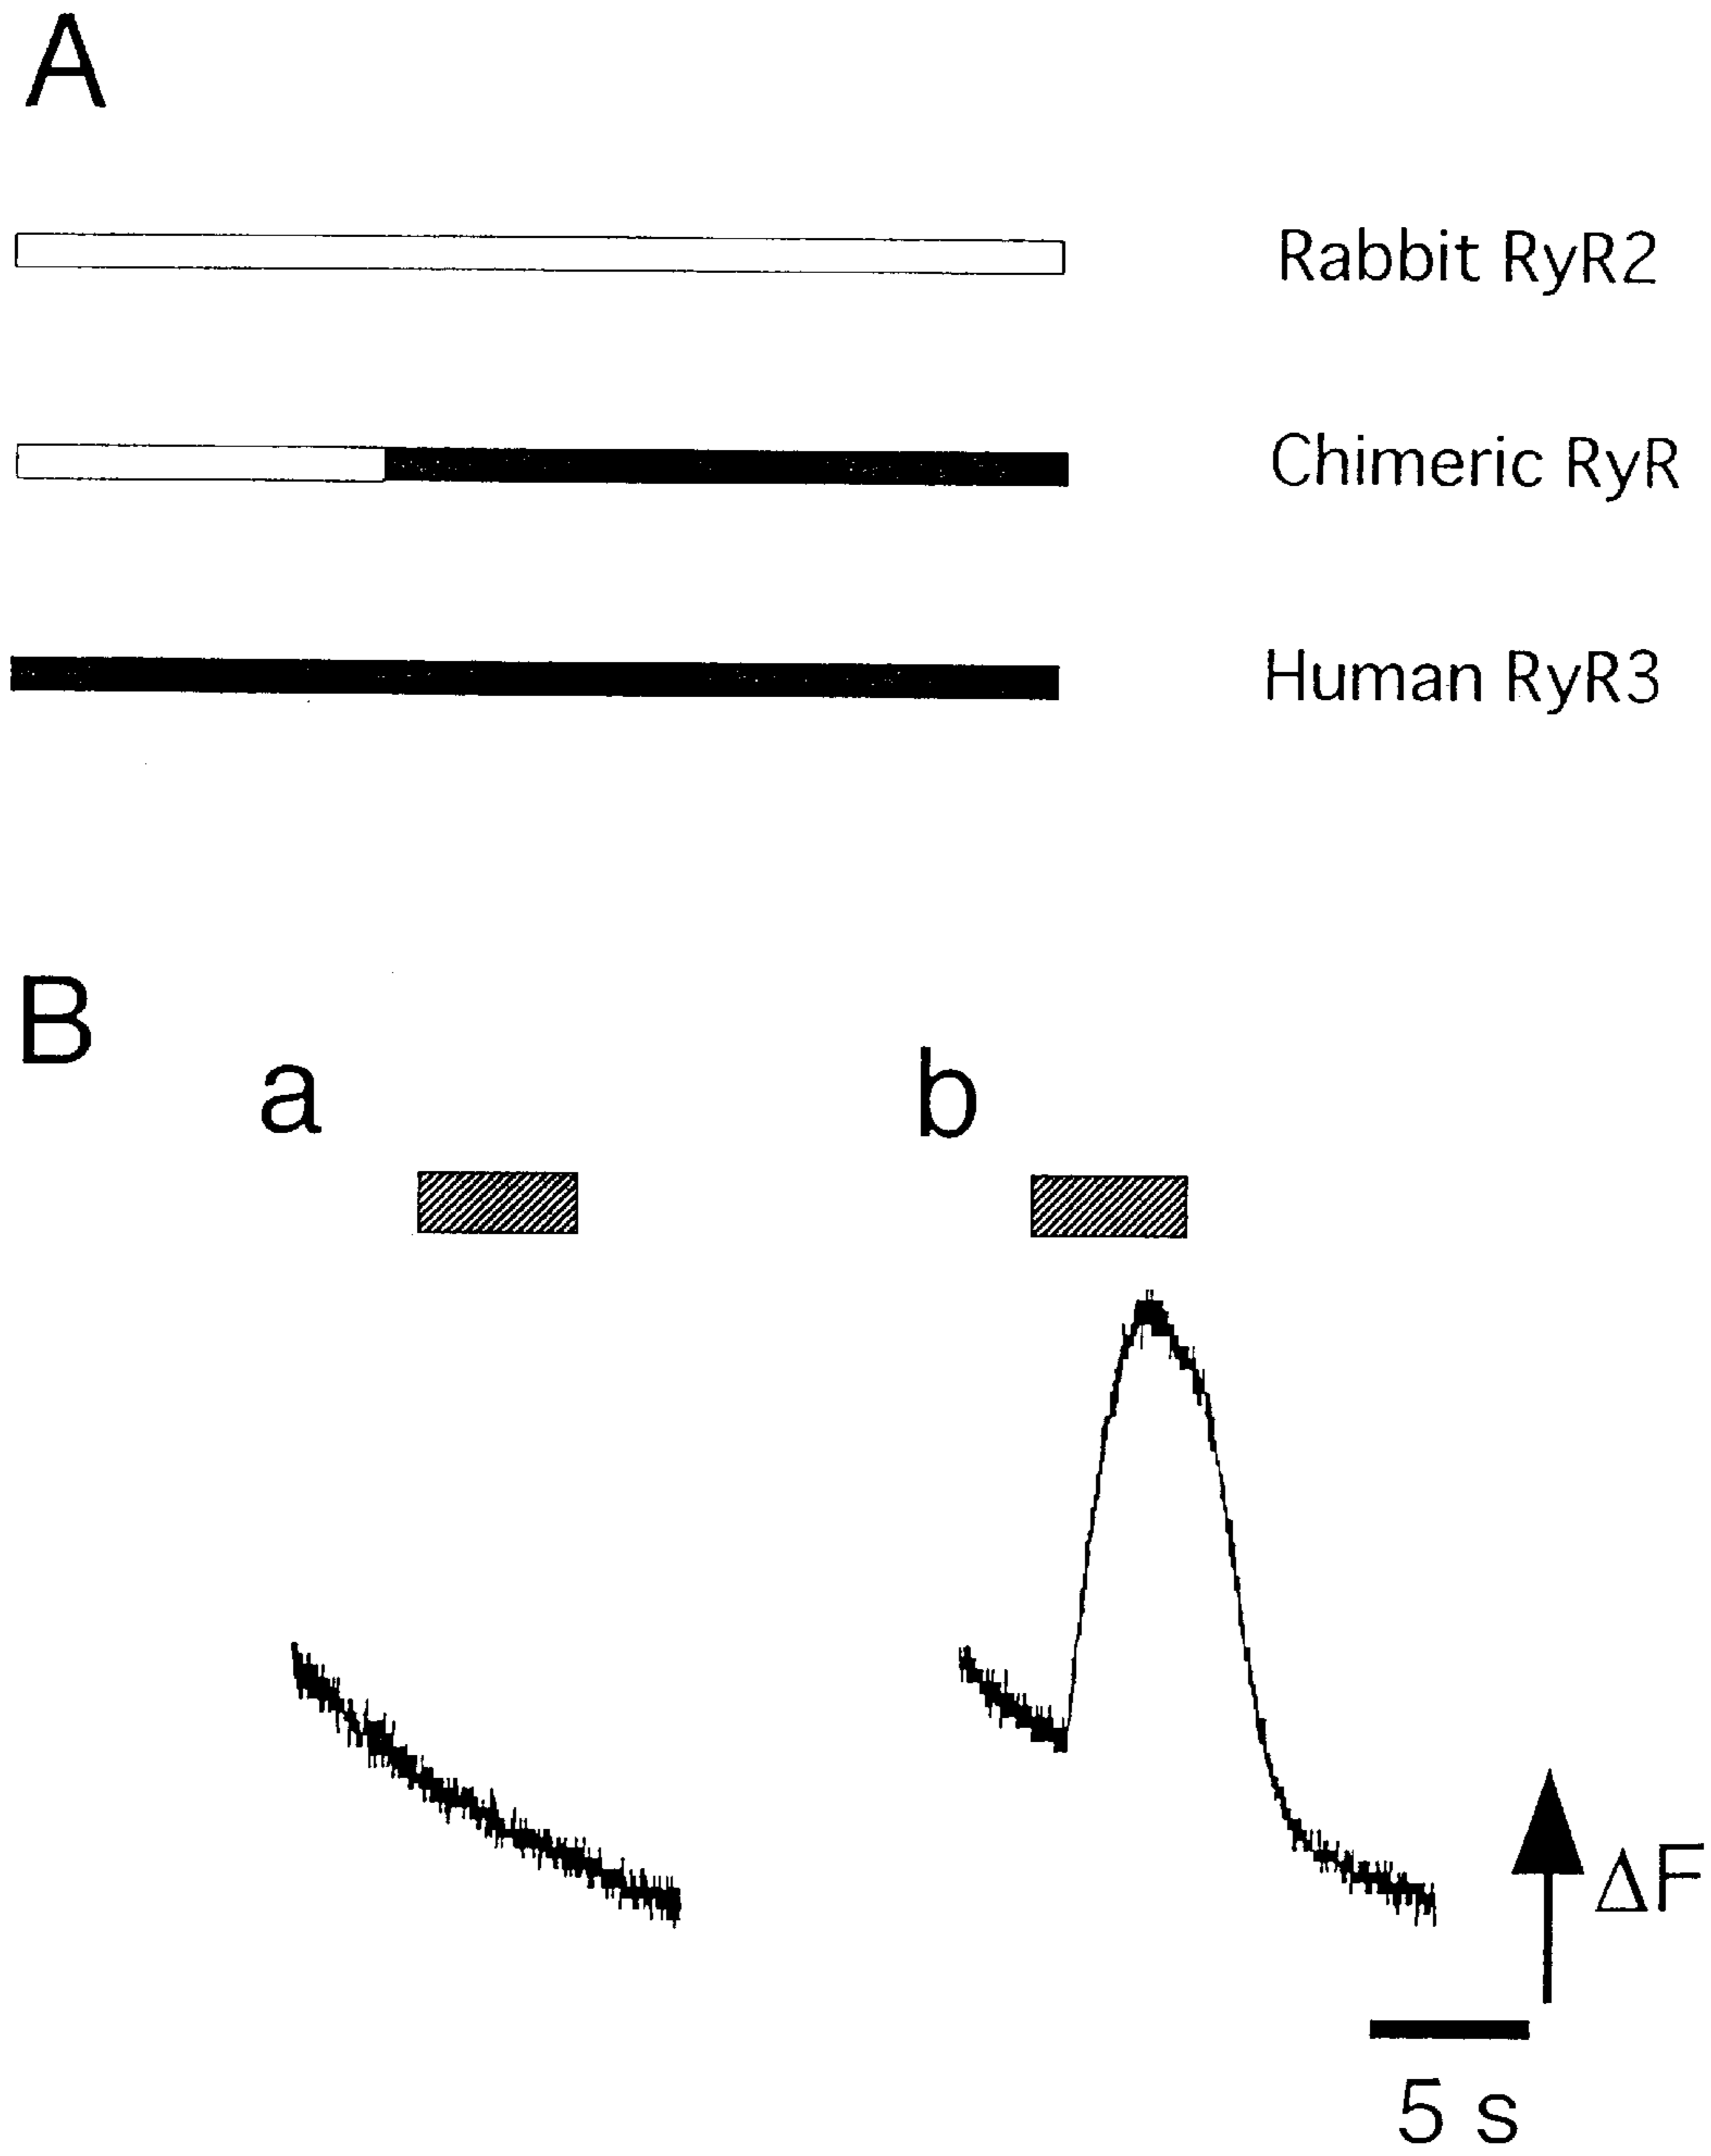 A
Rabbit RyR2
Chimeric RyR
Human RyR3
B
a
b
ΔF
5 s